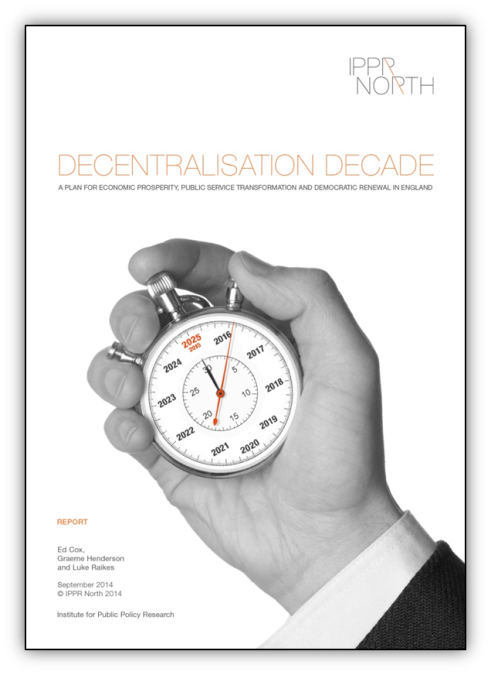 IPPR
NORTH
DECENTRALISATION DECADE
A PLAN FOR ECONOMIC PROSPERITY, PUBLIC SERVICE TRANSFORMATION AND DEMOCRATIC RENEWAL IN ENGLAND
2025
2016
2024
2017
30
5
2023
25
10
2018
20
15
2022
2019
2021
2020
REPORT
Ed Cox,
Graeme Henderson
and Luke Raikes
September 2014
© IPPR North 2014
Institute for Public Policy Research